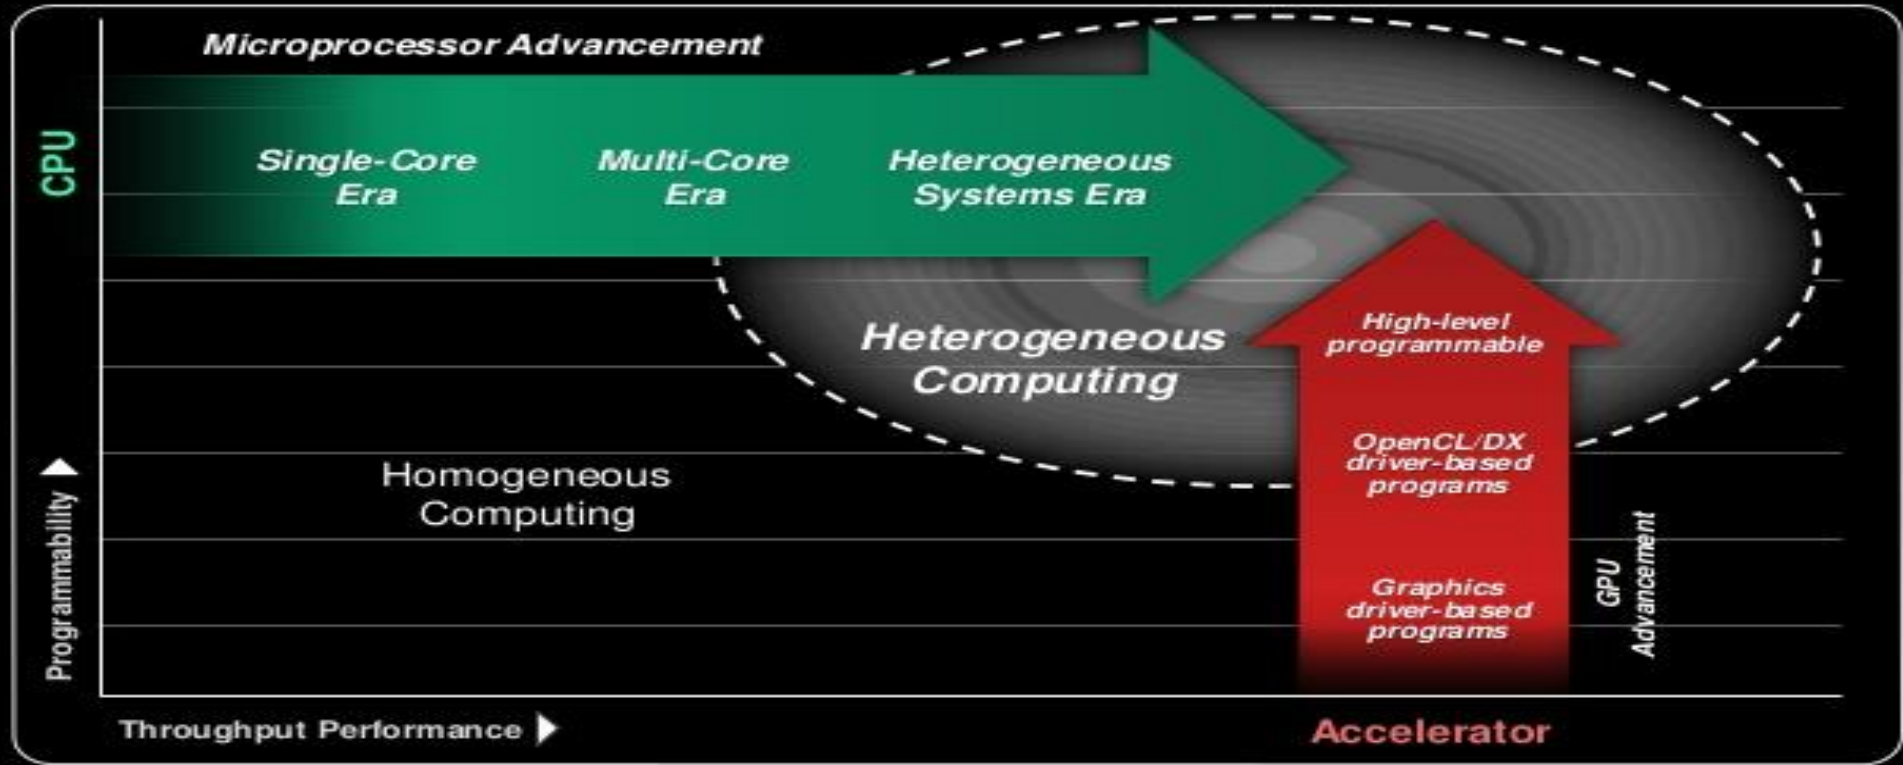 Microprocessor Advancement
CPU
Single-Core
Era
Multi-Core
Era
Heterogeneous
Systems Era
Heterogeneous
Computing
High-level
programmable
OpenCL/DX
driver-based
programs
Graphics
driver-based
programs
GPU
Advancement
Homogeneous
Computing
Programmability
Throughput Performance
Accelerator